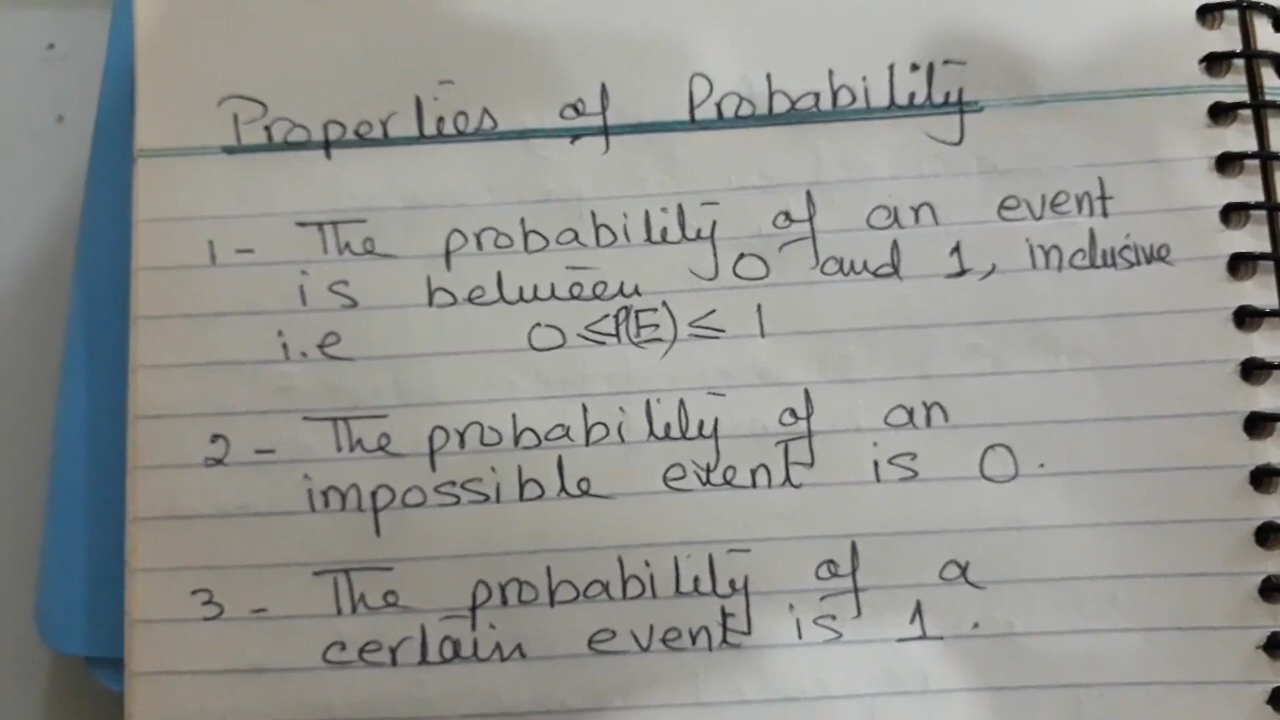 Properties of Probability
1- The probability of an event
is between 0 and 1, inclusive
i.e 0≤P(E)≤ 1
2- The probability of an
impossible event is 0.
3- The probability of a
certain event is 1.